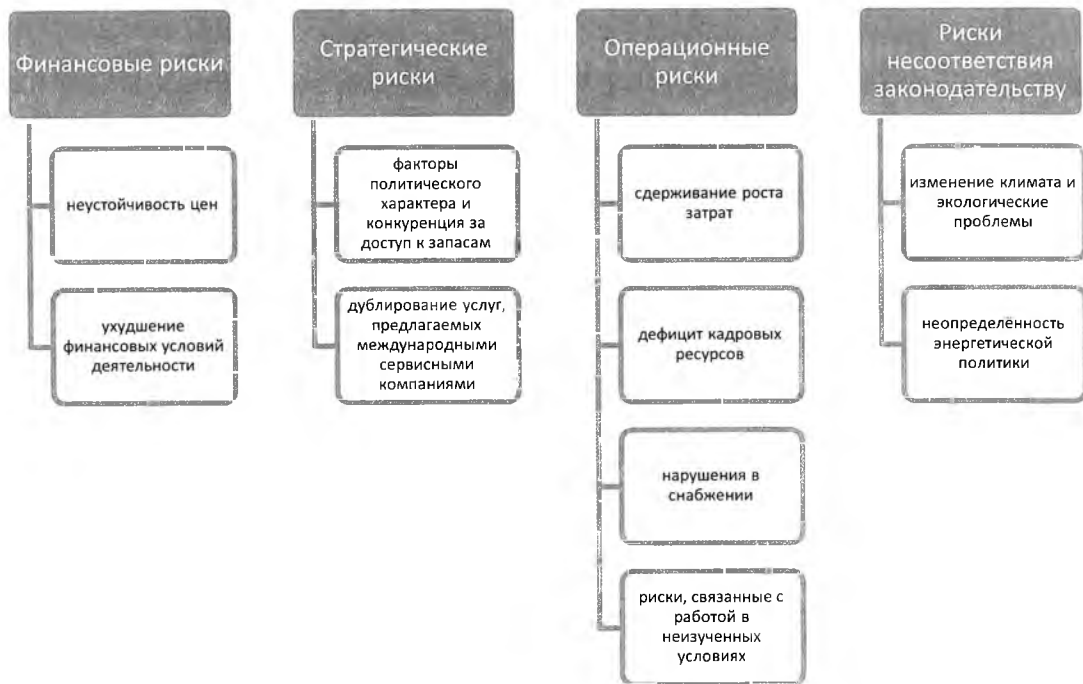 Финансовые риски
неустойчивость цен
ухудшение
финансовых условий
деятельности
Стратегические
риски
факторы
политического
характера и
конкуренция за
доступ к запасам
дублирование услуг,
предлагаемых
международными
сервисными
компаниями
Операционные
риски
сдерживание роста
затрат
дефицит кадровых
ресурсов
нарушения в
снабжении
риски, связанные с
работой в
неизученных
условиях
Риски
несоответствия
законодательству
изменение климата и
экологические
проблемы
неопределённость
энергетической
политики